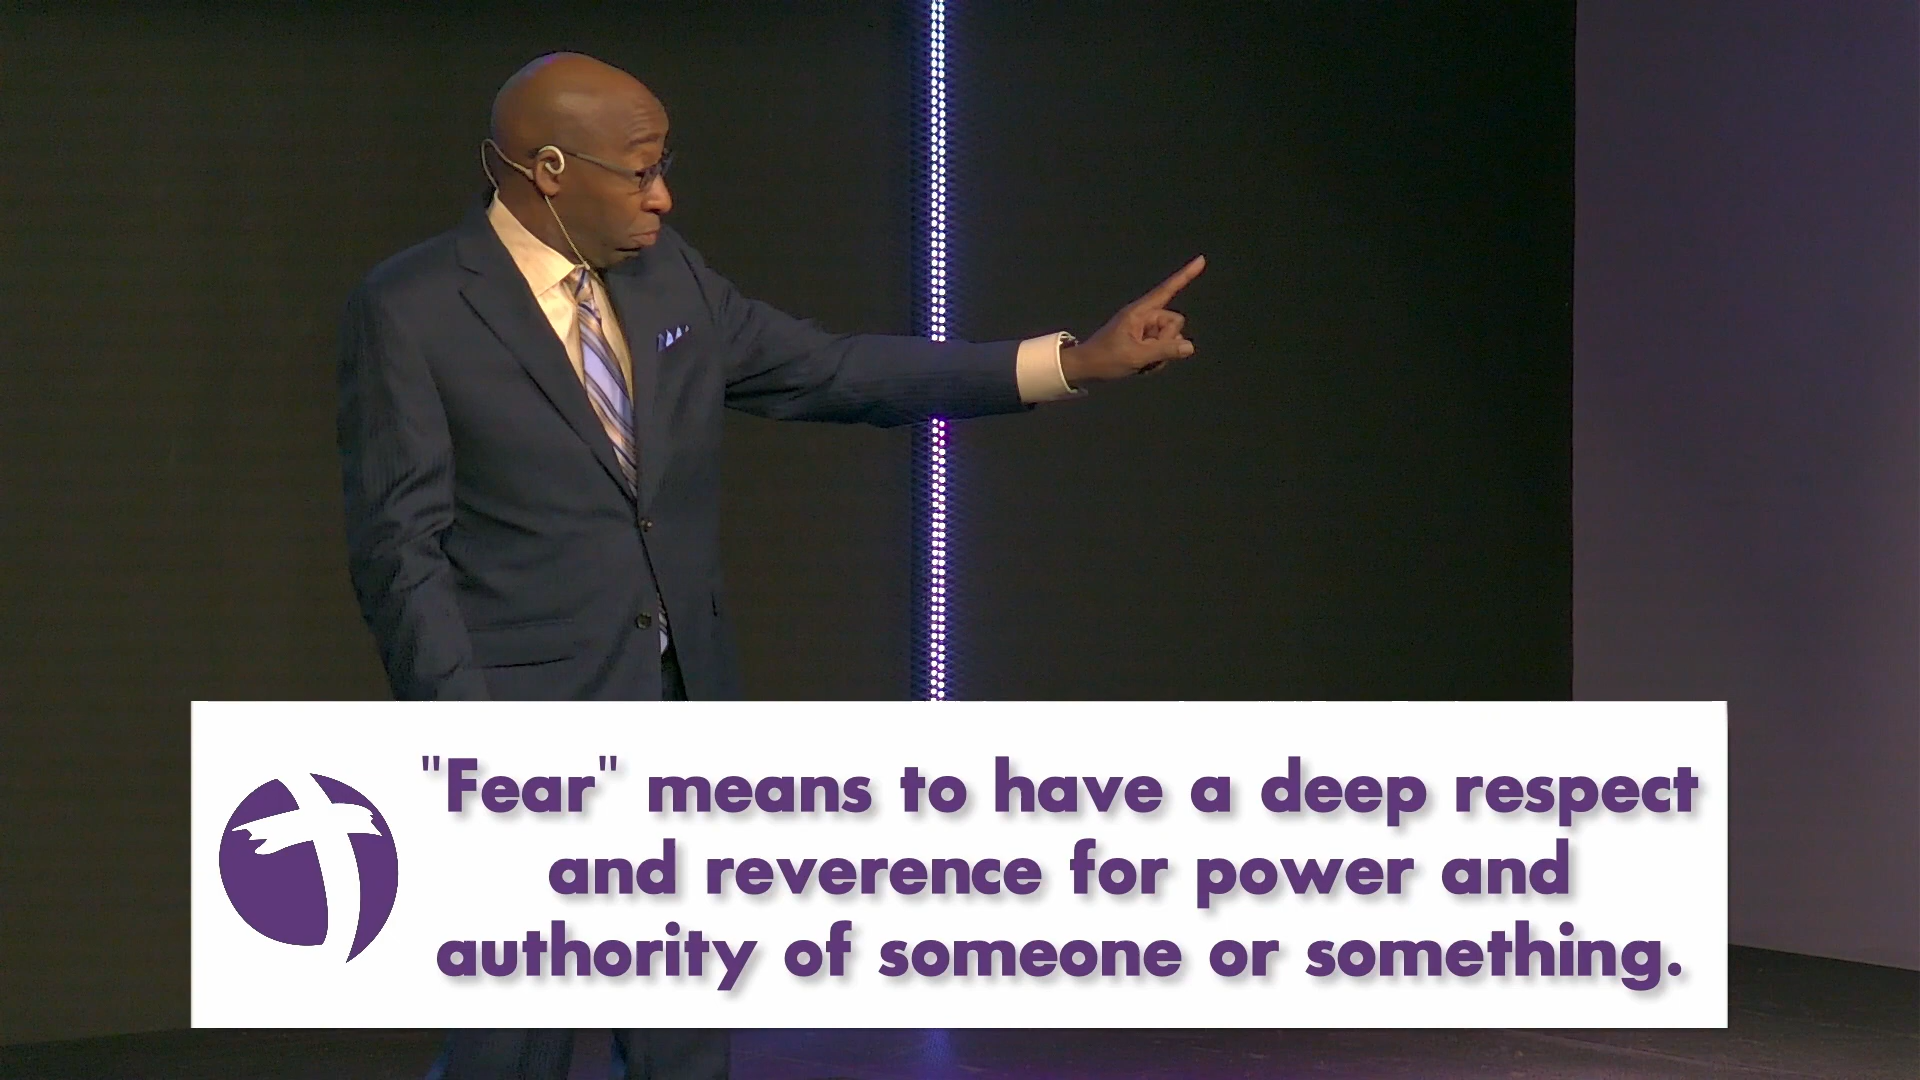 "Fear" means to have a deep respect
and reverence for power and
authority of someone or something.